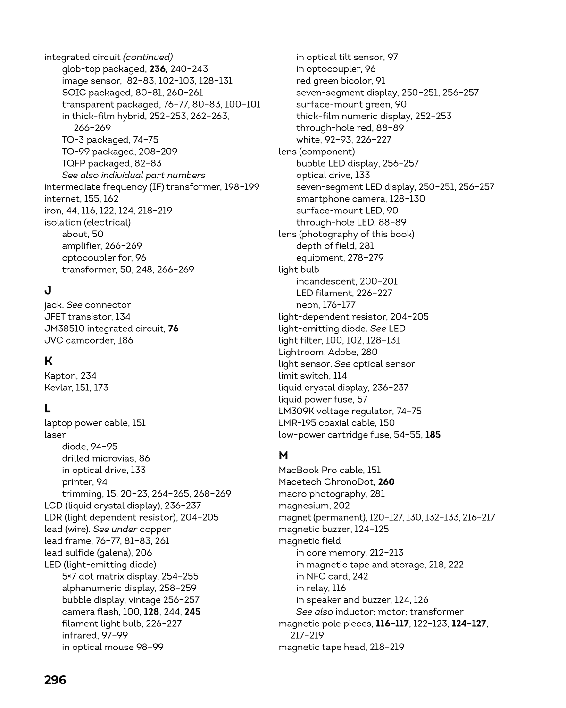 integrated circuit (continued)
glob-top packaged, 236, 240–243
image sensor, 82–83, 102–103, 128–131
SOIC packaged, 80–81, 260–261
transparent packaged, 76–77, 80–83, 100–101
in thick-film hybrid, 252–253, 262–263,
266–269
TO-3 packaged, 74–75
TO-99 packaged, 208–209
TQFP packaged, 82–83
See also individual part numbers
intermediate frequency (IF) transformer, 198–199
internet, 155, 162
iron, 44, 116, 122, 124, 218–219
isolation (electrical)
about, 50
amplifier, 266–269
optocoupler for, 96
transformer, 50, 248, 266–269
J
jack. See connector
JFET transistor, 134
JM38510 integrated circuit, 76
JVC camcorder, 186
K
Kapton, 234
Kevlar, 151, 173
L
laptop power cable, 151
laser
diode, 94–95
drilled microvias, 86
in optical drive, 133
printer, 94
trimming, 15, 20–23, 264–265, 268–269
LCD (liquid crystal display), 236–237
LDR (light dependent resistor), 204–205
lead (wire). See under copper
lead frame, 76–77, 81–83, 261
lead sulfide (galena), 206
LED (light-emitting diode)
5×7 dot matrix display, 254–255
alphanumeric display, 258–259
bubble display, vintage 256–257
camera flash, 100, 128, 244, 245
filament light bulb, 226–227
infrared, 97–99
in optical mouse 98–99
in optical tilt sensor, 97
in optocoupler, 96
red green bicolor, 91
seven-segment display, 250–251, 256–257
surface-mount green, 90
thick-film numeric display, 252–253
through-hole red, 88–89
white, 92–93, 226–227
lens (component)
bubble LED display, 256–257
optical drive, 133
seven-segment LED display, 250–251, 256–257
smartphone camera, 128–130
surface-mount LED, 90
through-hole LED, 88–89
lens (photography of this book)
depth of field, 281
equipment, 278–279
light bulb
incandescent, 200–201
LED filament, 226–227
neon, 176–177
light-dependent resistor, 204–205
light-emitting diode. See LED
light filter, 100, 102, 128–131
Lightroom, Adobe, 280
light sensor. See optical sensor
limit switch, 114
liquid crystal display, 236–237
liquid power fuse, 57
LM309K voltage regulator, 74–75
LMR-195 coaxial cable, 150
low-power cartridge fuse, 54–55, 185
M
MacBook Pro cable, 151
Macetech ChronoDot, 260
macro photography, 281
magnesium, 202
magnet (permanent), 120–127, 130, 132–133, 216–217
magnetic buzzer, 124–125
magnetic field
in core memory, 212–213
in magnetic tape and storage, 218, 222
in NFC card, 242
in relay, 116
in speaker and buzzer, 124, 126
See also inductor; motor; transformer
magnetic pole pieces, 116–117, 122–123, 124–127,
217–219
magnetic tape head, 218–219
296